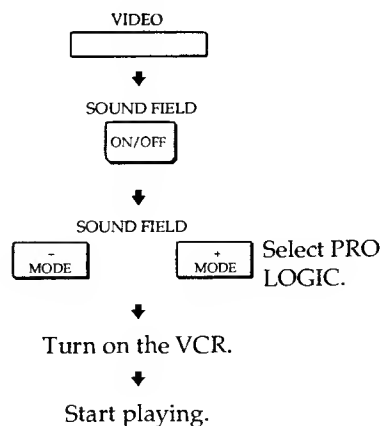 VIDEO
SOUND FIELD
ON/OFF
SOUND FIELD
−
MODE
+
MODE
Select PRO
LOGIC.
Turn on the VCR.
Start playing.